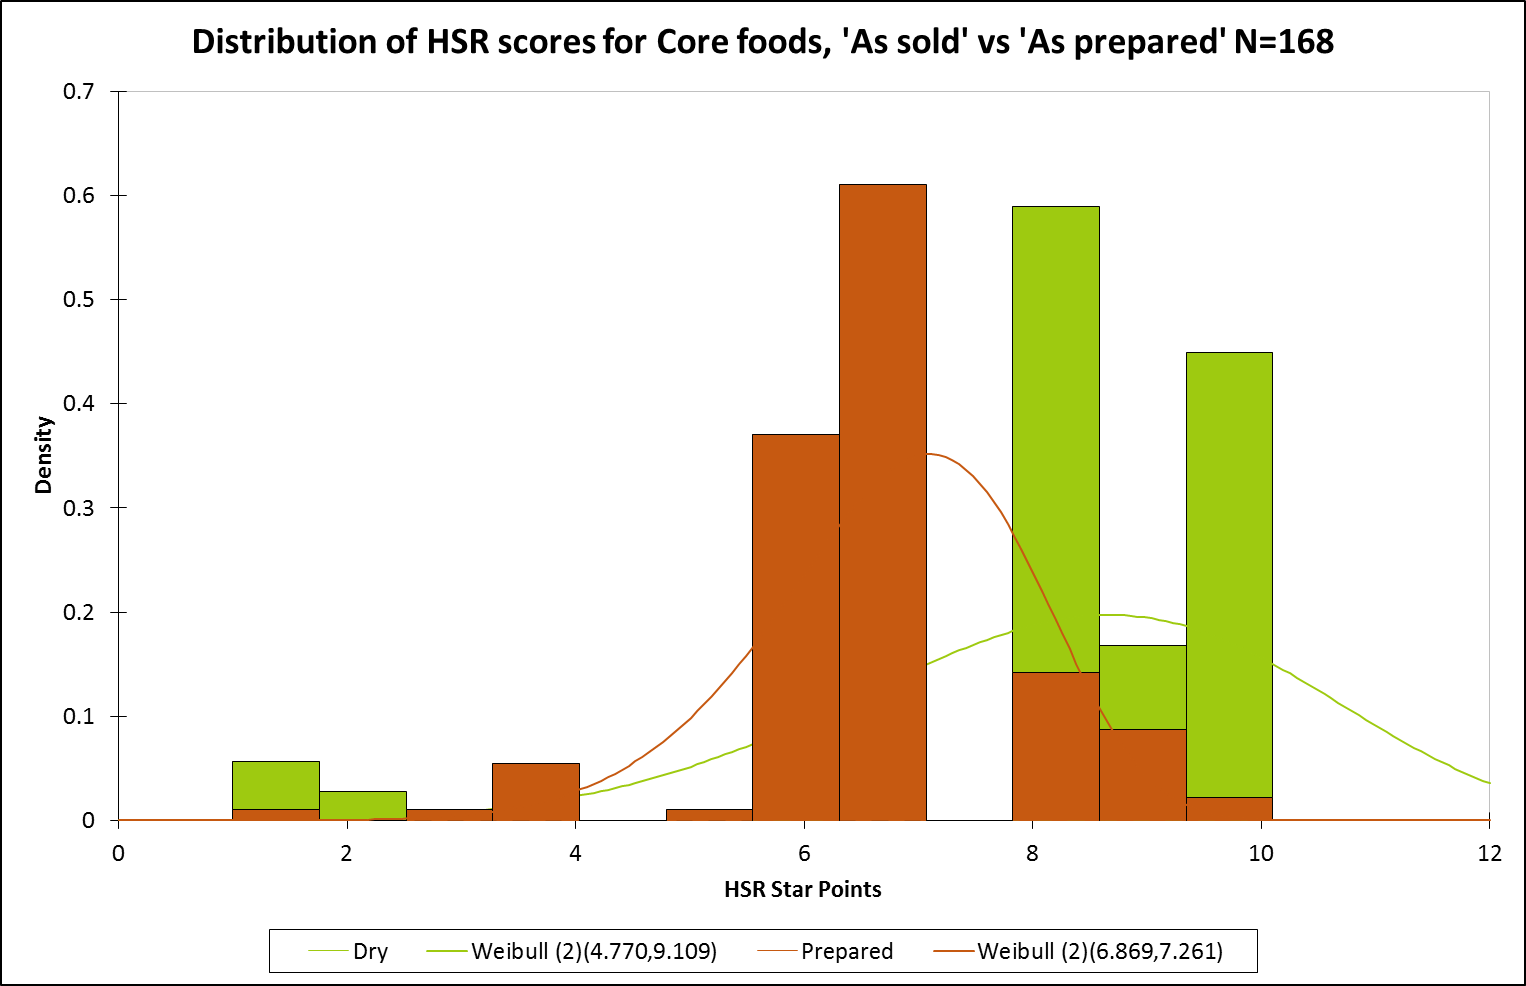 Distribution of HSR scores for Core foods, 'As sold' vs 'As prepared' N=168
0.7
0.6
0.5
0.4
0.3
0.2
0.1
0
Density
0 2 4 6 8 10 12
HSR Star Points
Dry Weibull (2)(4.770,9.109) Prepared Weibull (2)(6.869,7.261)